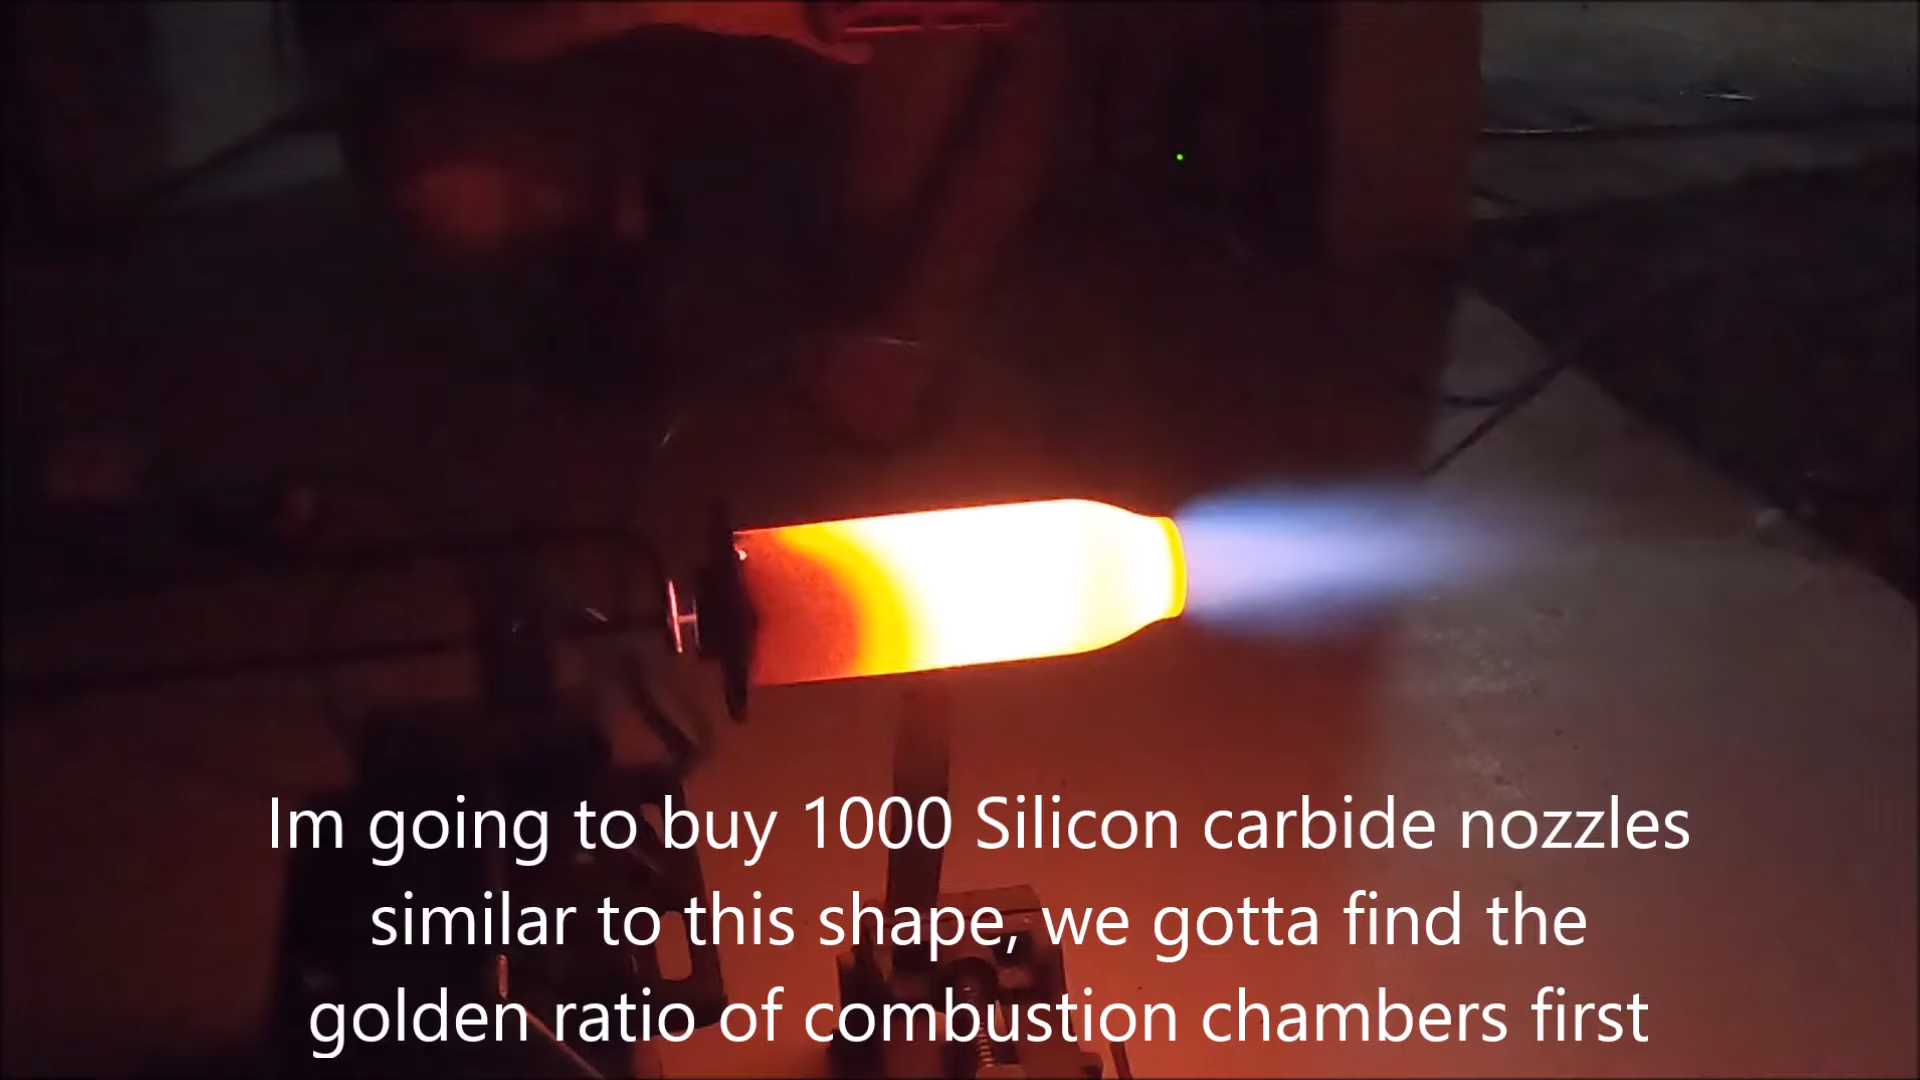 Im going to buy 1000 Silicon carbide nozzles
similar to this shape, we gotta find the
golden ratio of combustion chambers first